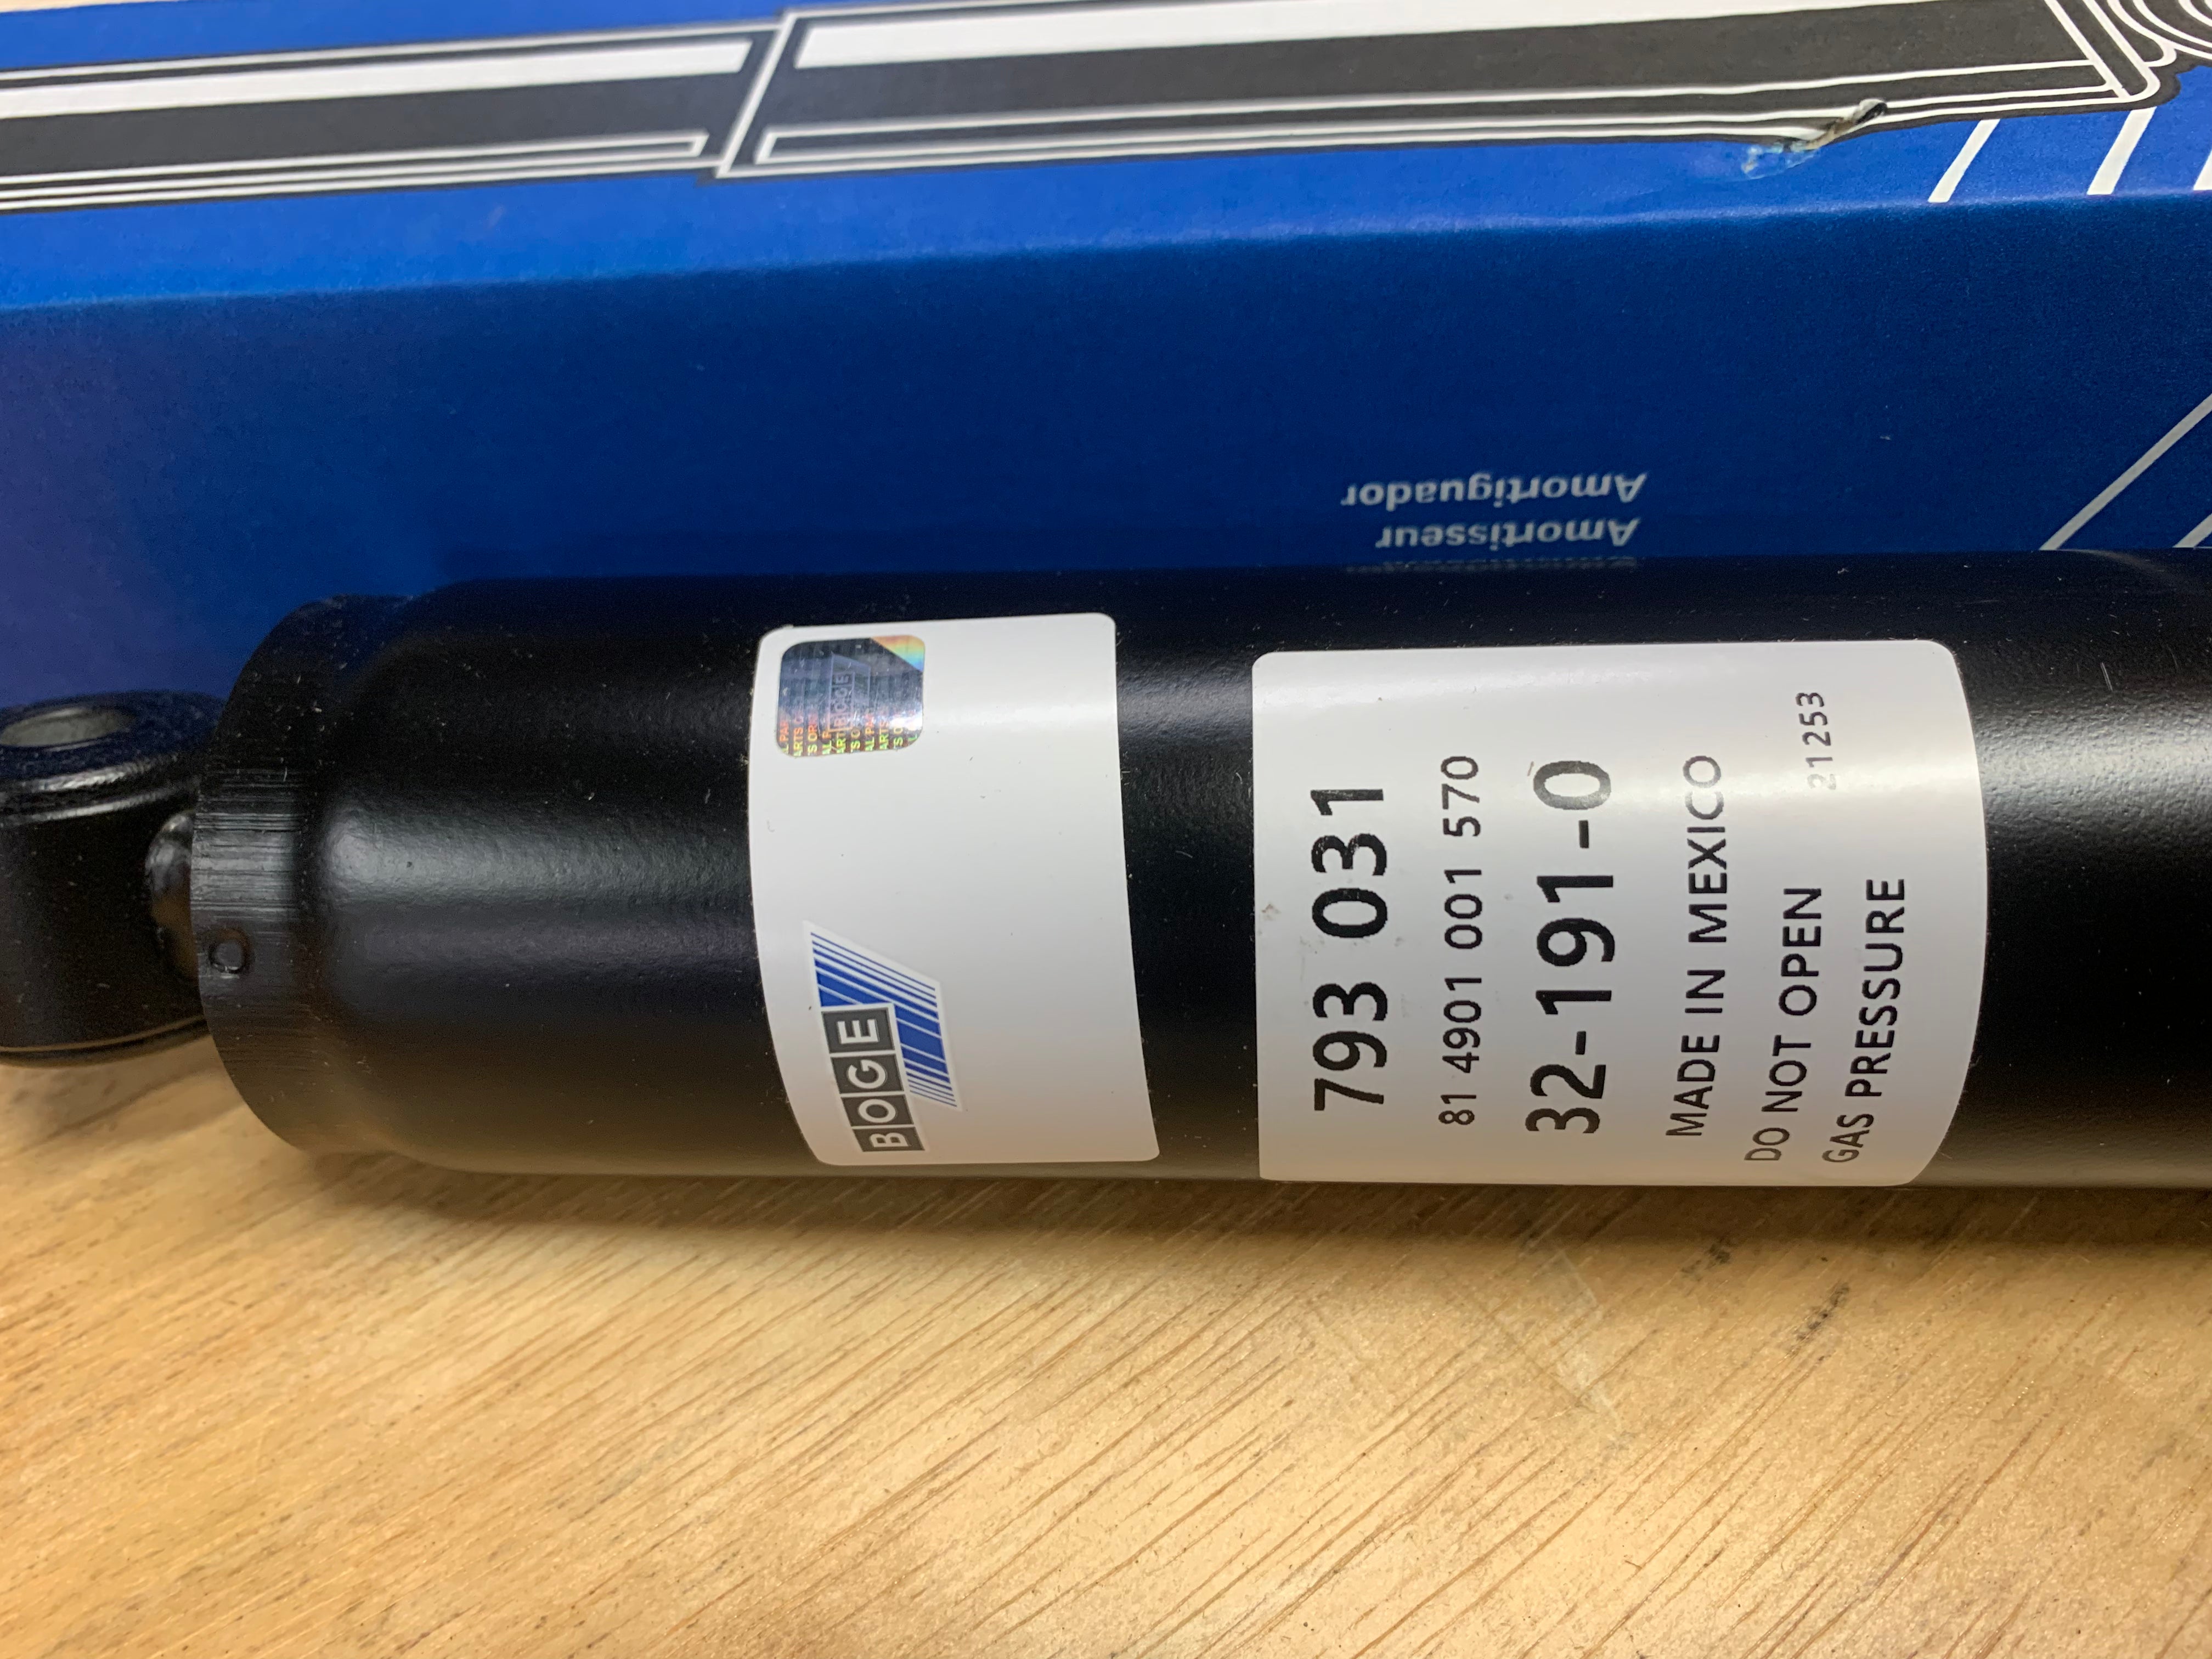 Amortiguador
Amortisseur
BOGE
793 031
81 4901 001 570
32-191-0
MADE IN MEXICO
DO NOT OPEN
21253
GAS PRESSURE